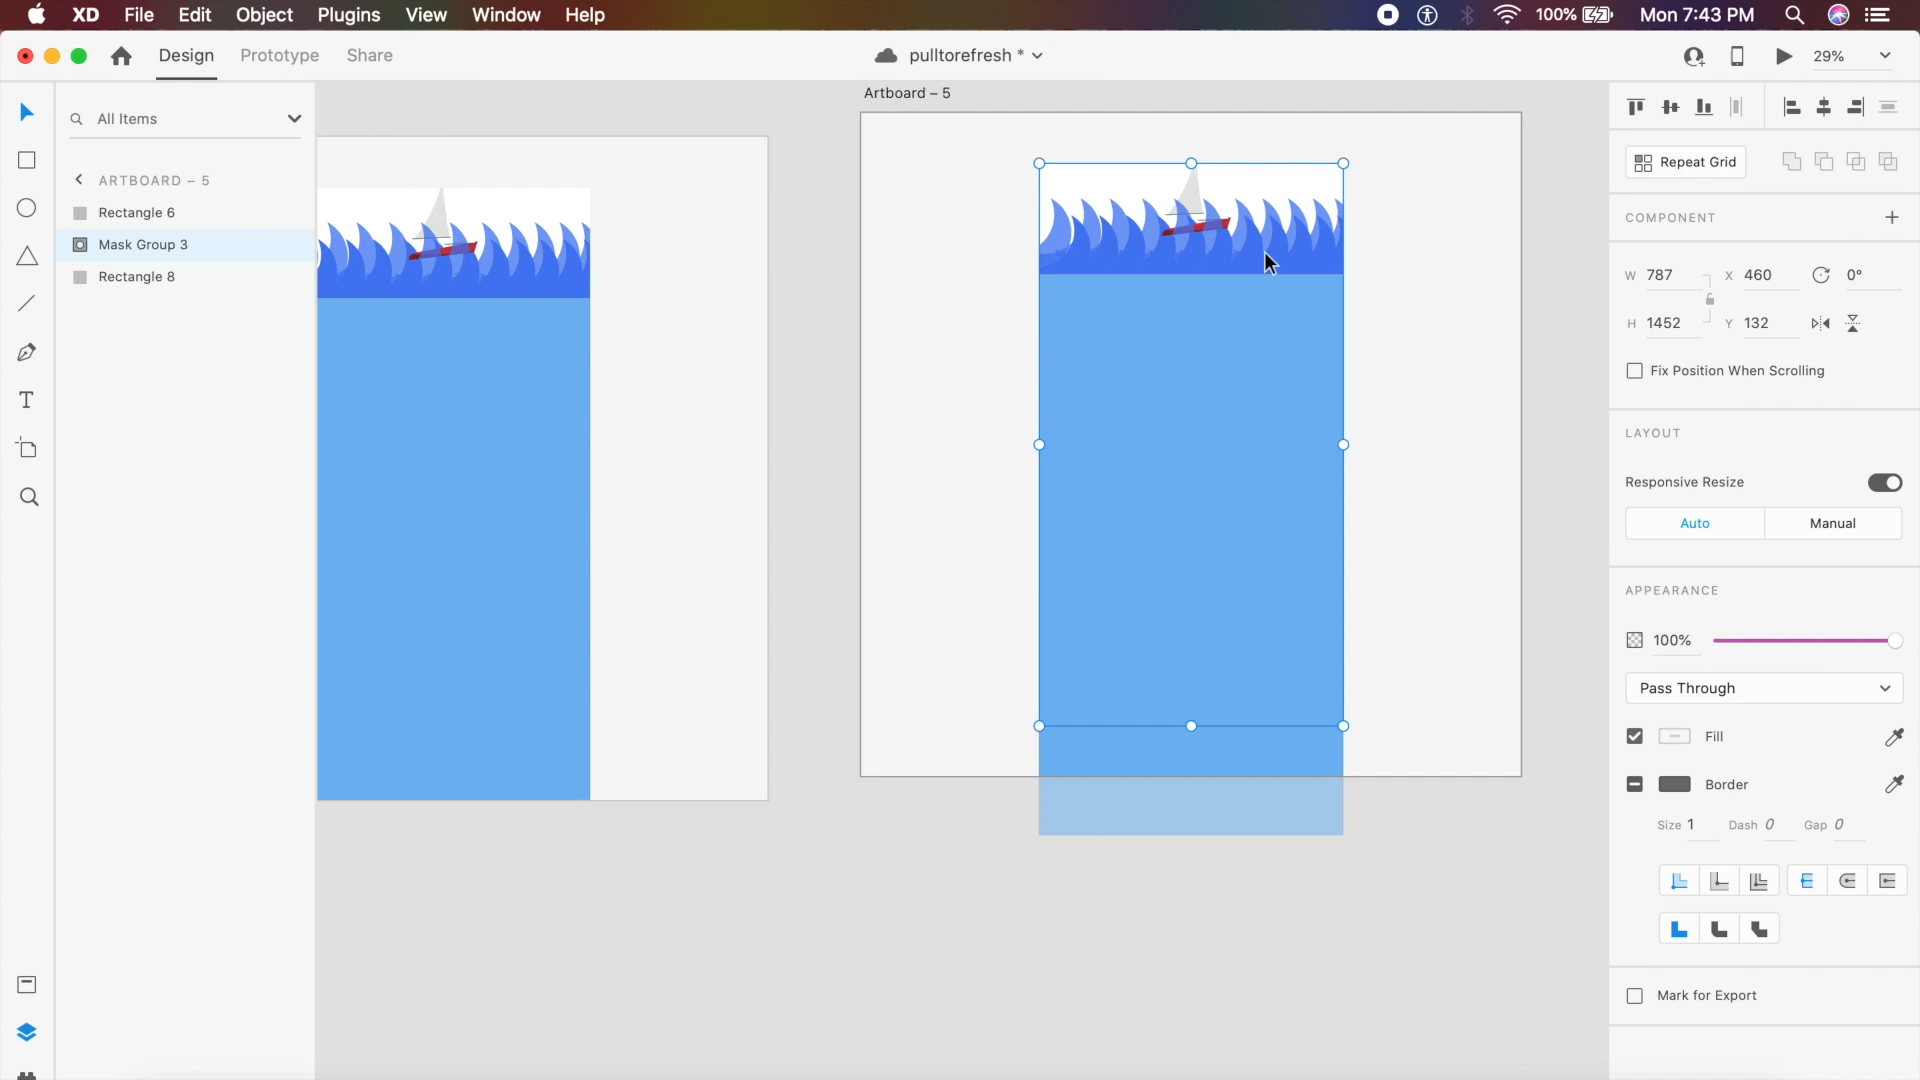 XD File Edit Object Plugins View Window Help 100% Mon 7:43 PM
Design Prototype Share pulltorefresh * 29%
All Items
ARTBOARD – 5
Rectangle 6
Mask Group 3
Rectangle 8
Artboard – 5
Repeat Grid
COMPONENT
W 787 X 460 0°
H 1452 Y 132
Fix Position When Scrolling
LAYOUT
Responsive Resize
Auto Manual
APPEARANCE
100%
Pass Through
Fill
Border
Size 1 Dash 0 Gap 0
Mark for Export